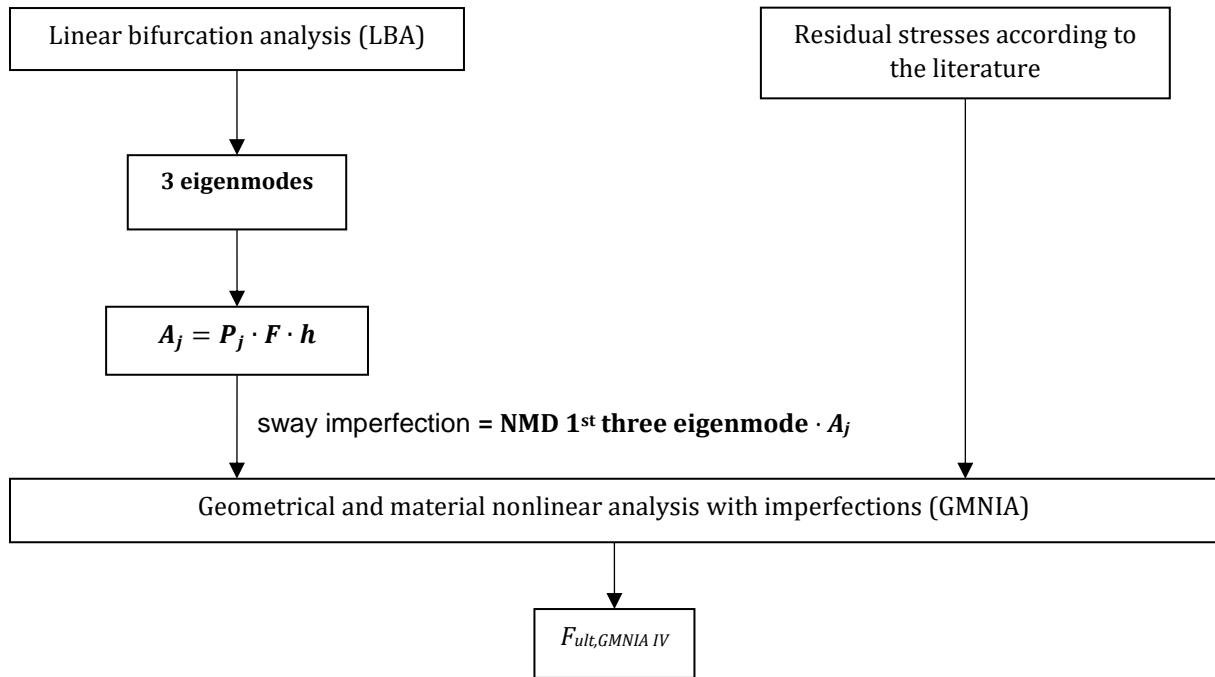 Linear bifurcation analysis (LBA)
Residual stresses according to
the literature
3 eigenmodes
A_j = P_j · F · h
sway imperfection = NMD 1st three eigenmode · A_j
Geometrical and material nonlinear analysis with imperfections (GMNIA)
F_ult,GMNIA IV